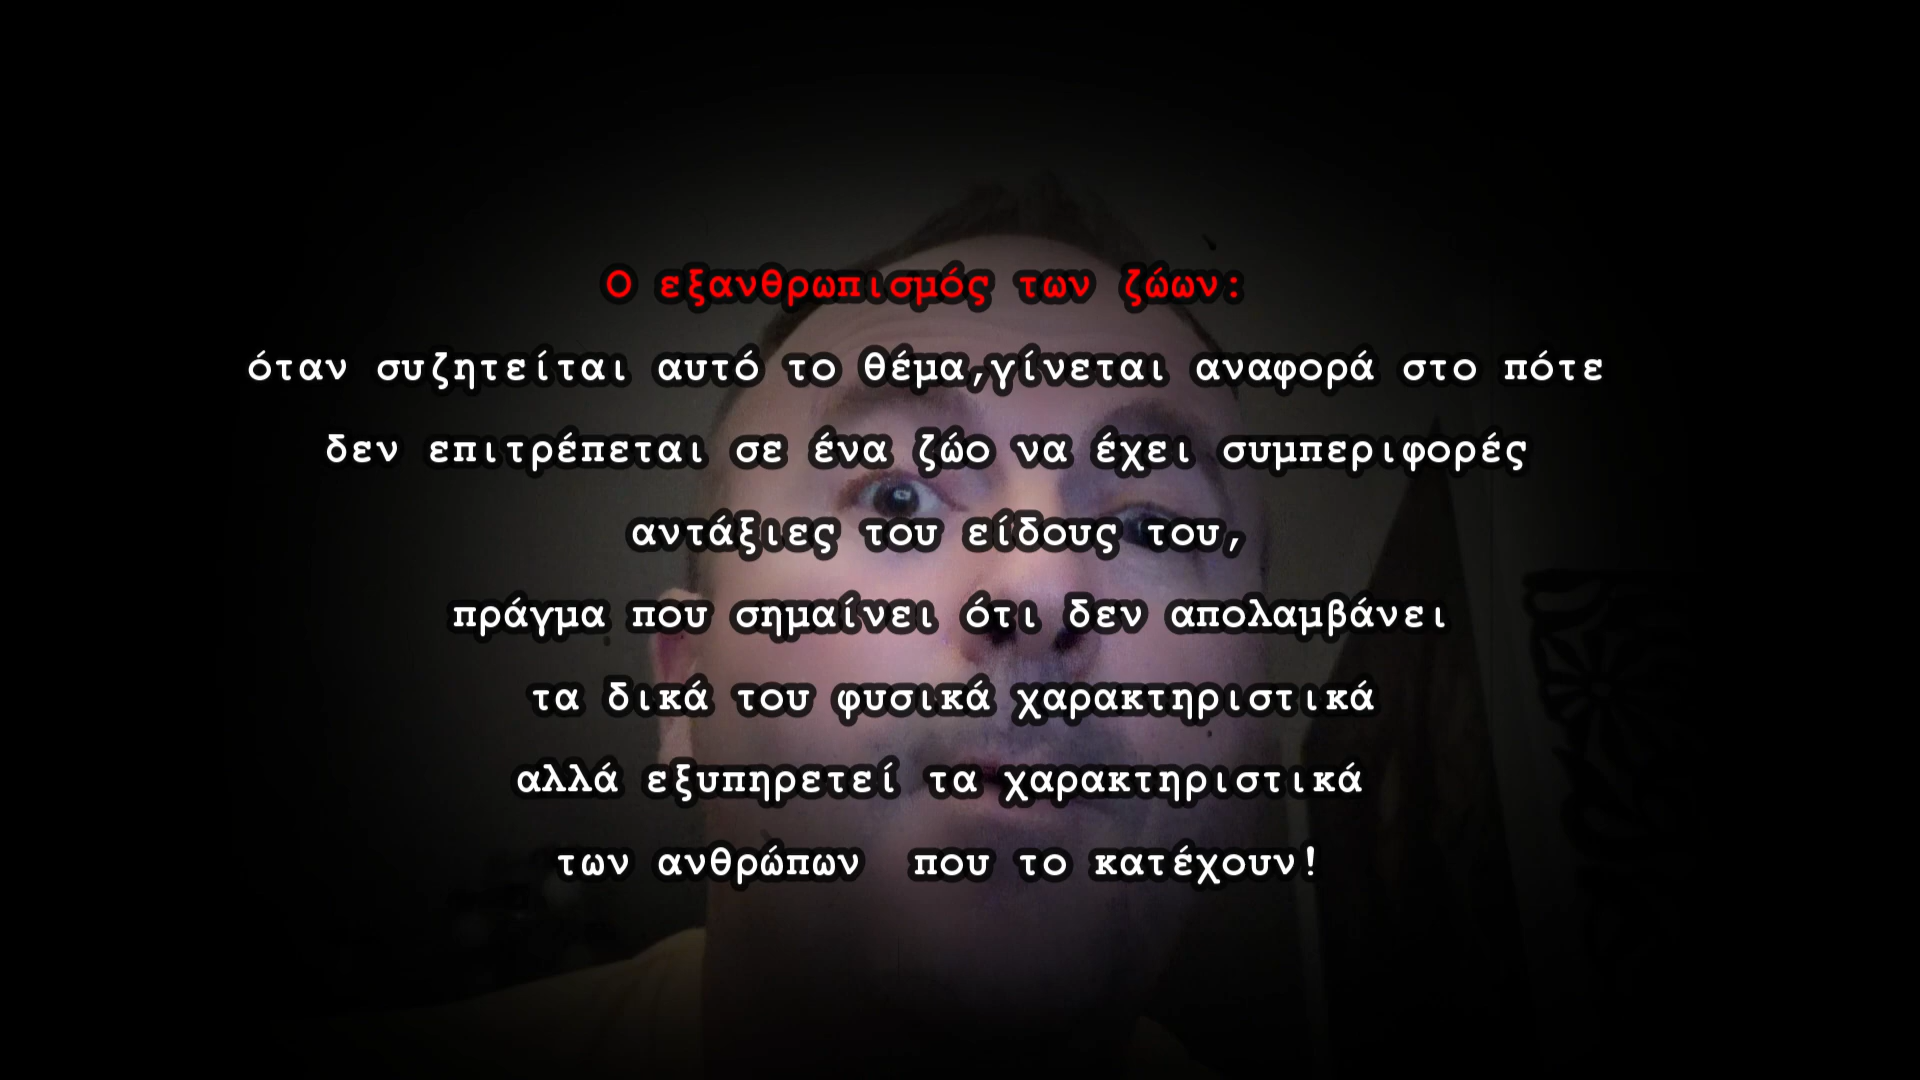 Ο εξανθρωπισμός των ζώων:
όταν συζητείται αυτό το θέμα,γίνεται αναφορά στο πότε
δεν επιτρέπεται σε ένα ζώο να έχει συμπεριφορές
αντάξιες του είδους του,
πράγμα που σημαίνει ότι δεν απολαμβάνει
τα δικά του φυσικά χαρακτηριστικά
αλλά εξυπηρετεί τα χαρακτηριστικά
των ανθρώπων  που το κατέχουν!